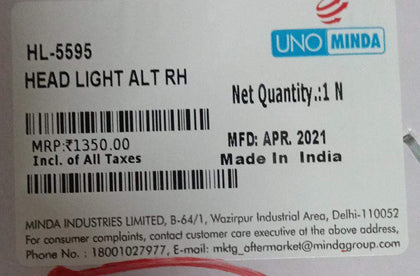 UNO MINDA
HL-5595
HEAD LIGHT ALT RH
Net Quantity.:1 N
MRP:₹1350.00
Incl. of All Taxes
MFD: APR. 2021
Made In India
MINDA INDUSTRIES LIMITED, B-64/1, Wazirpur Industrial Area, Delhi-110052
For consumer complaints, contact customer care executive at the above address,
Phone No. : 18001027977, E-mail: mktg_aftermarket@mindagroup.com